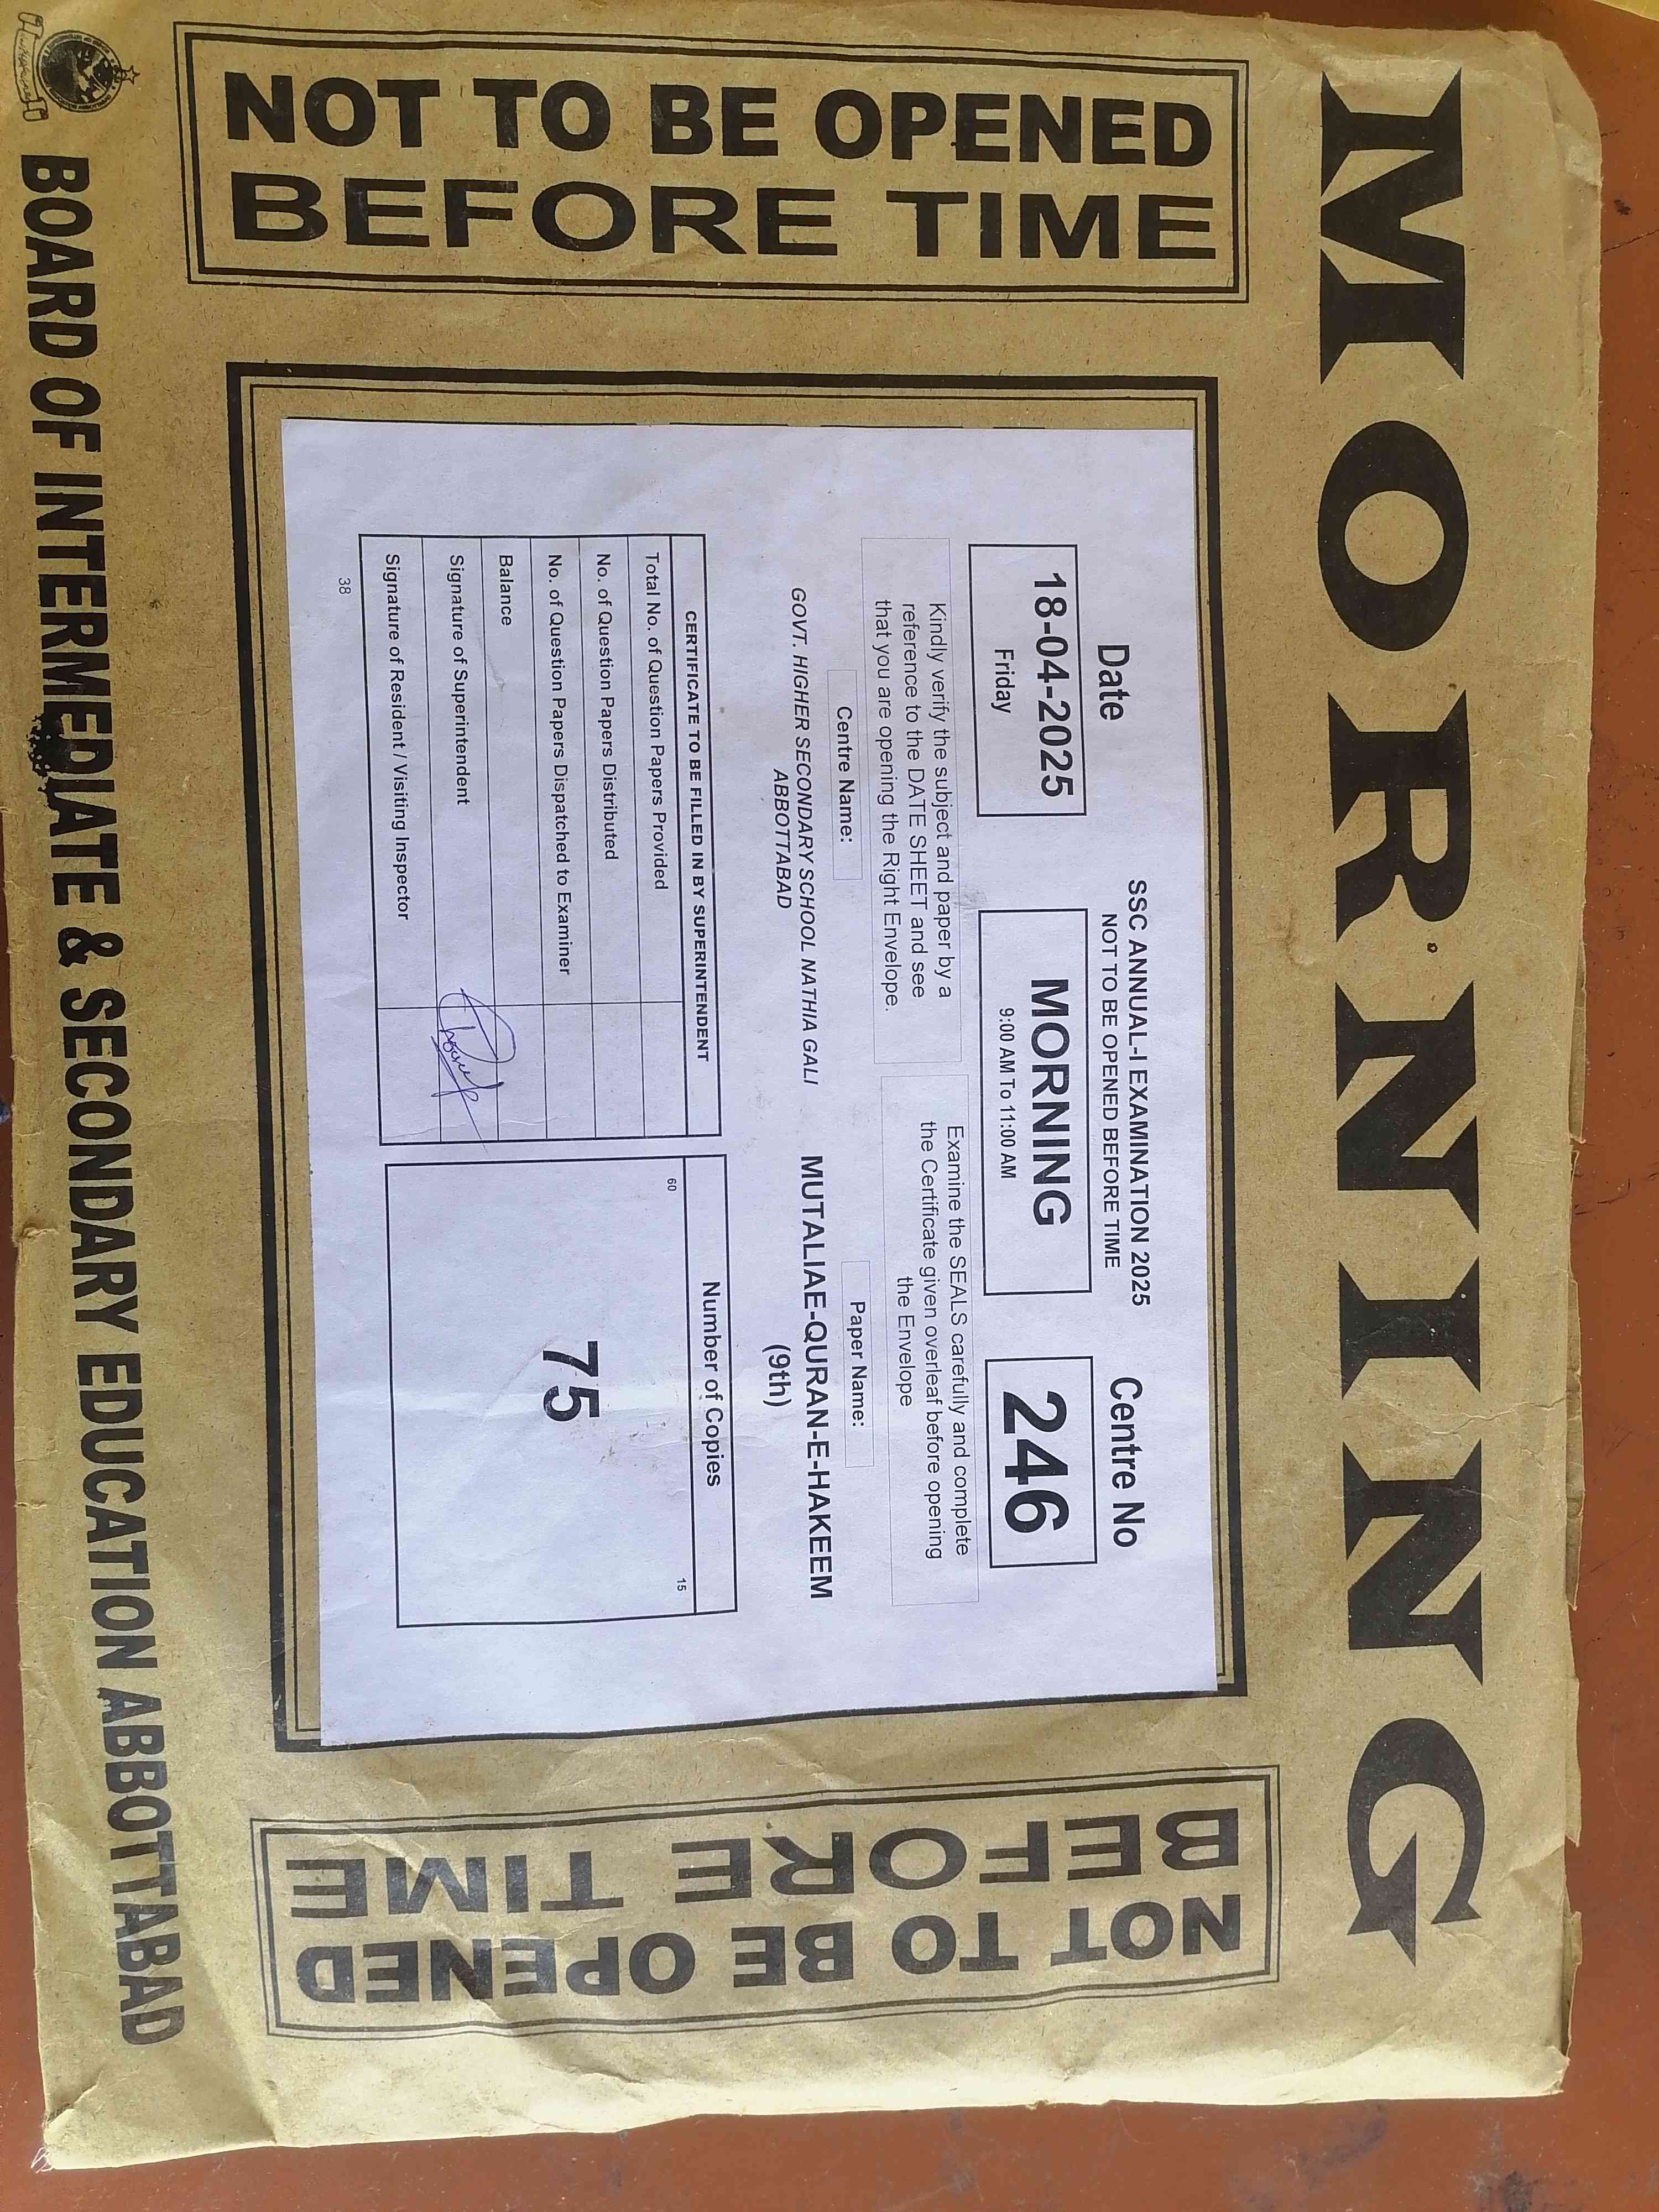 MORNING
NOT TO BE OPENED
BEFORE TIME
SSC ANNUAL-I EXAMINATION 2025
NOT TO BE OPENED BEFORE TIME
Date
18-04-2025
Friday
MORNING
9:00 AM To 11:00 AM
Centre No
246
Kindly verify the subject and paper by a
reference to the DATE SHEET and see
that you are opening the Right Envelope.
Examine the SEALS carefully and complete
the Certificate given overleaf before opening
the Envelope
Centre Name:
GOVT. HIGHER SECONDARY SCHOOL NATHIA GALI
ABBOTTABAD
Paper Name:
MUTALIAE-QURAN-E-HAKEEM
(9th)
CERTIFICATE TO BE FILLED IN BY SUPERINTENDENT
Total No. of Question Papers Provided
No. of Question Papers Distributed
No. of Question Papers Dispatched to Examiner
Balance
Signature of Superintendent
Signature of Resident / Visiting Inspector
38
Number of Copies
60
15
75
NOT TO BE OPENED
BEFORE TIME
BOARD OF INTERMEDIATE & SECONDARY EDUCATION ABBOTTABAD